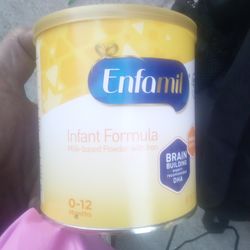 Enfamil
Infant Formula
Milk-based Powder with Iron
BRAIN
BUILDING
DHA
0-12
Months